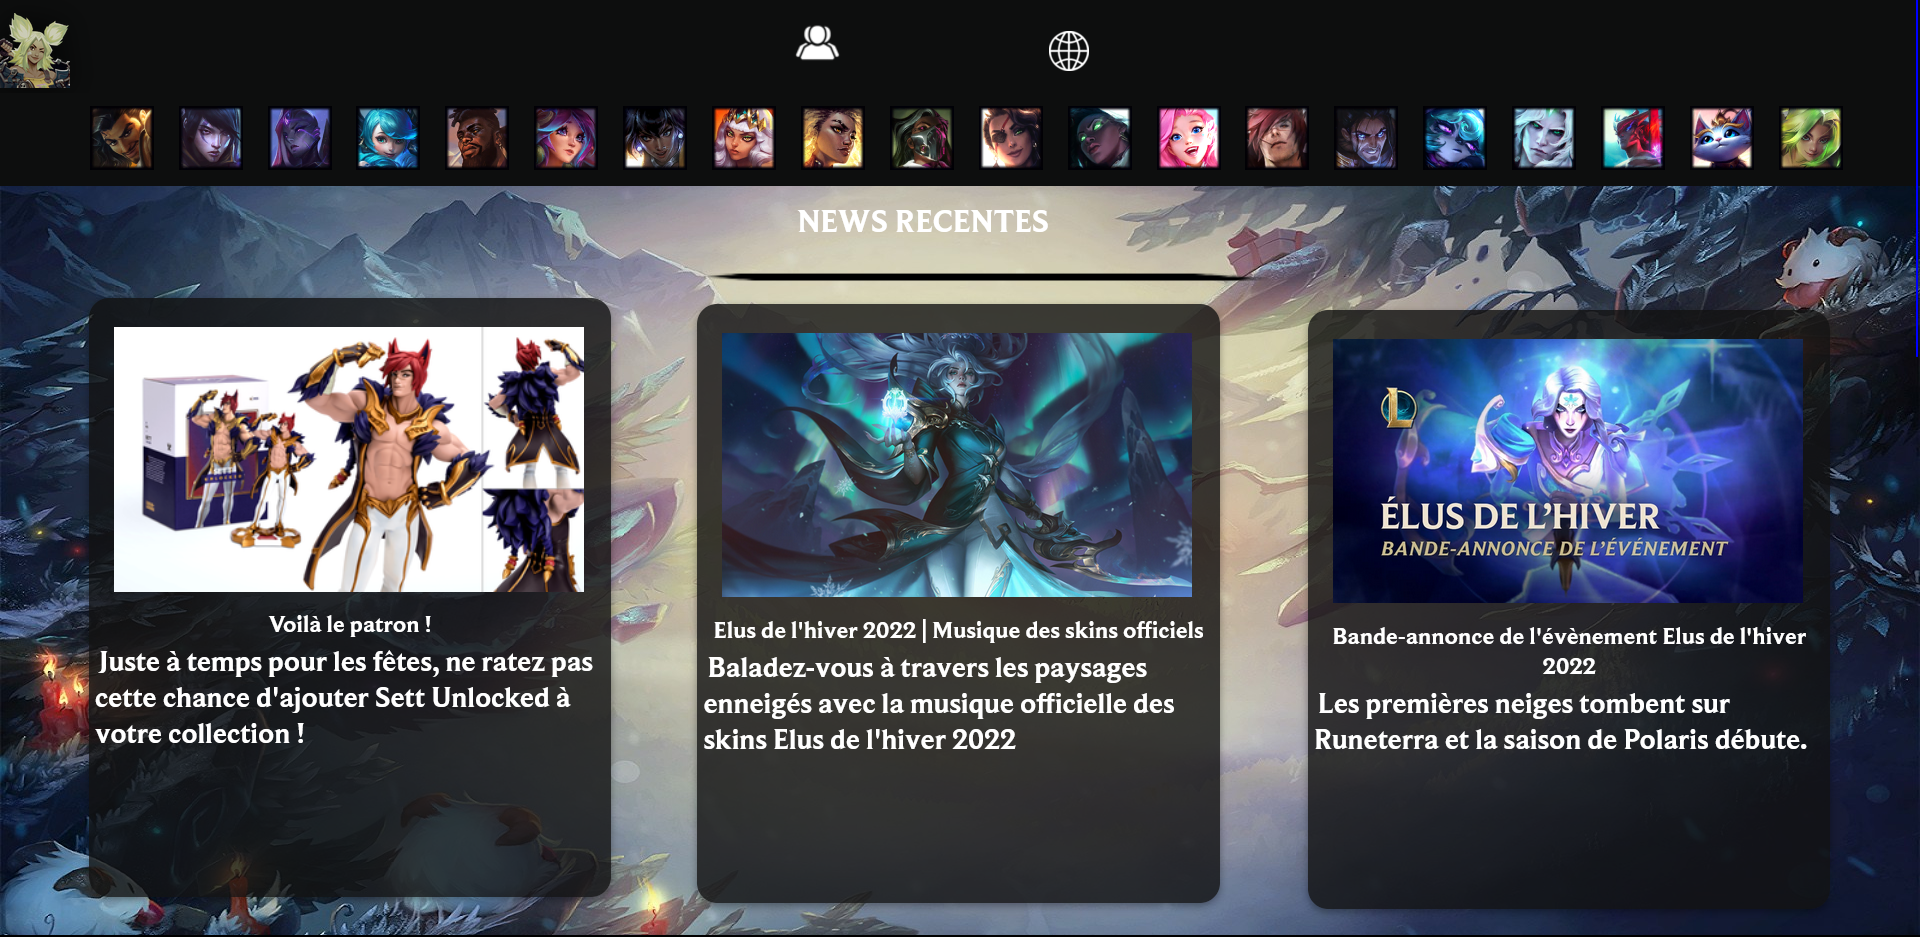 NEWS RECENTES
Voilà le patron !
Juste à temps pour les fêtes, ne ratez pas
cette chance d'ajouter Sett Unlocked à
votre collection !
Elus de l'hiver 2022 | Musique des skins officiels
Baladez-vous à travers les paysages
enneigés avec la musique officielle des
skins Elus de l'hiver 2022
ÉLUS DE L'HIVER
BANDE-ANNONCE DE L'ÉVÉNEMENT
Bande-annonce de l'évènement Elus de l'hiver
2022
Les premières neiges tombent sur
Runeterra et la saison de Polaris débute.